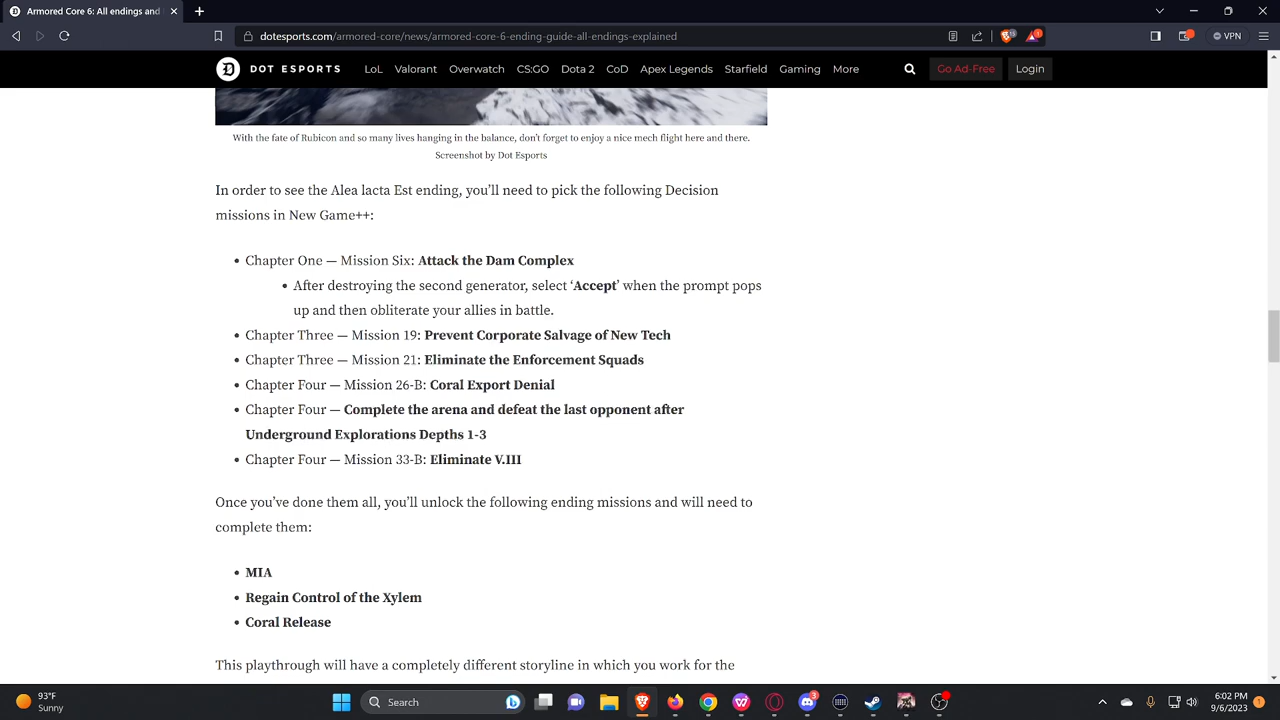 Armored Core 6: All endings and
dotesports.com/armored-core/news/armored-core-6-ending-guide-all-endings-explained
15
1
VPN
DOT ESPORTS
LoL
Valorant
Overwatch
CS:GO
Dota 2
CoD
Apex Legends
Starfield
Gaming
More
Go Ad-Free
Login
With the fate of Rubicon and so many lives hanging in the balance, don't forget to enjoy a nice mech flight here and there.
Screenshot by Dot Esports
In order to see the Alea Iacta Est ending, you'll need to pick the following Decision
missions in New Game++:
• Chapter One — Mission Six: Attack the Dam Complex
• After destroying the second generator, select ‘Accept’ when the prompt pops
up and then obliterate your allies in battle.
• Chapter Three — Mission 19: Prevent Corporate Salvage of New Tech
• Chapter Three — Mission 21: Eliminate the Enforcement Squads
• Chapter Four — Mission 26-B: Coral Export Denial
• Chapter Four — Complete the arena and defeat the last opponent after
Underground Explorations Depths 1-3
• Chapter Four — Mission 33-B: Eliminate V.III
Once you've done them all, you'll unlock the following ending missions and will need to
complete them:
• MIA
• Regain Control of the Xylem
• Coral Release
This playthrough will have a completely different storyline in which you work for the
93°F
Sunny
Search
3
6:02 PM
9/6/2023
1